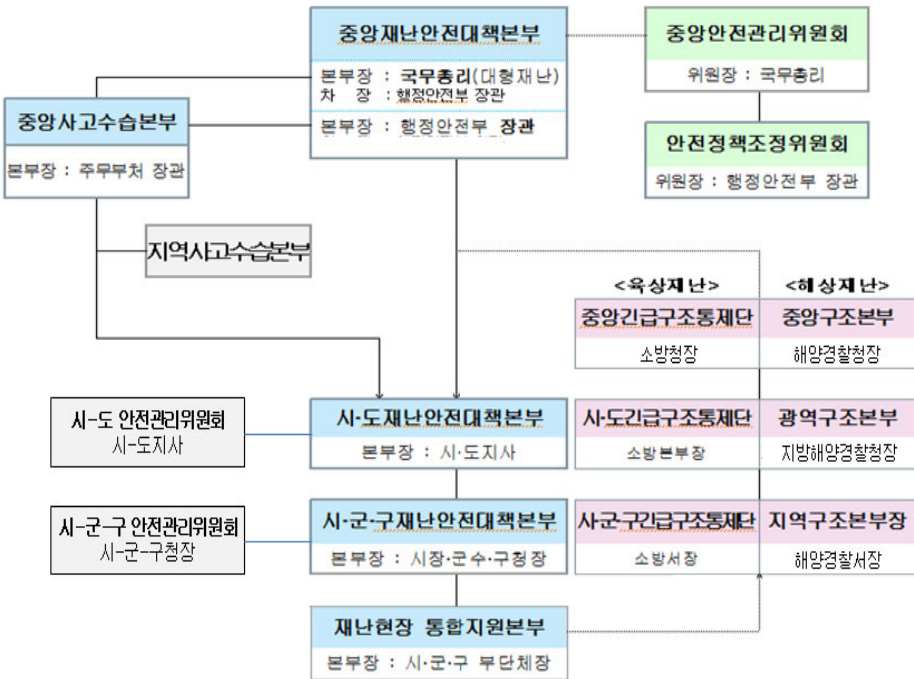 중앙재난안전대책본부
본부장 : 국무총리(대형재난)
차 장 : 행정안전부 장관
본부장 : 행정안전부 장관
중앙안전관리위원회
위원장 : 국무총리
안전정책조정위원회
위원장 : 행정안전부 장관
중앙사고수습본부
본부장 : 주무부처 장관
지역사고수습본부
<육상재난>
<해상재난>
중앙긴급구조통제단
소방청장
중앙구조본부
해양경찰청장
시-도 안전관리위원회
시-도지사
시·도재난안전대책본부
본부장 : 시·도지사
시·도긴급구조통제단
소방본부장
광역구조본부
지방해양경찰청장
시-군-구 안전관리위원회
시-군-구청장
시·군·구재난안전대책본부
본부장 : 시장·군수·구청장
사·군·구긴급구조통제단
소방서장
지역구조본부장
해양경찰서장
재난현장 통합지원본부
본부장 : 시·군·구 부단체장